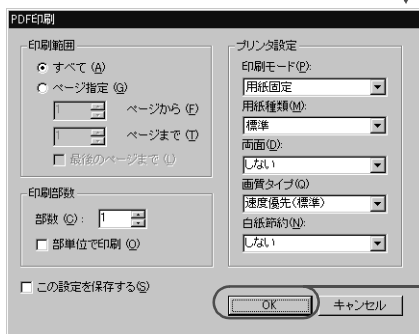 PDF印刷
印刷範囲
すべて (A)
ページ指定 (G)
1 ページから (F)
1 ページまで (T)
最後のページまで (L)
印刷部数
部数 (C): 1
部単位で印刷 (O)
この設定を保存する(S)
プリンタ設定
印刷モード(P):
用紙固定
用紙種類(M):
標準
両面(D):
しない
画質タイプ(Q)
速度優先(標準)
白紙節約(N):
しない
OK
キャンセル